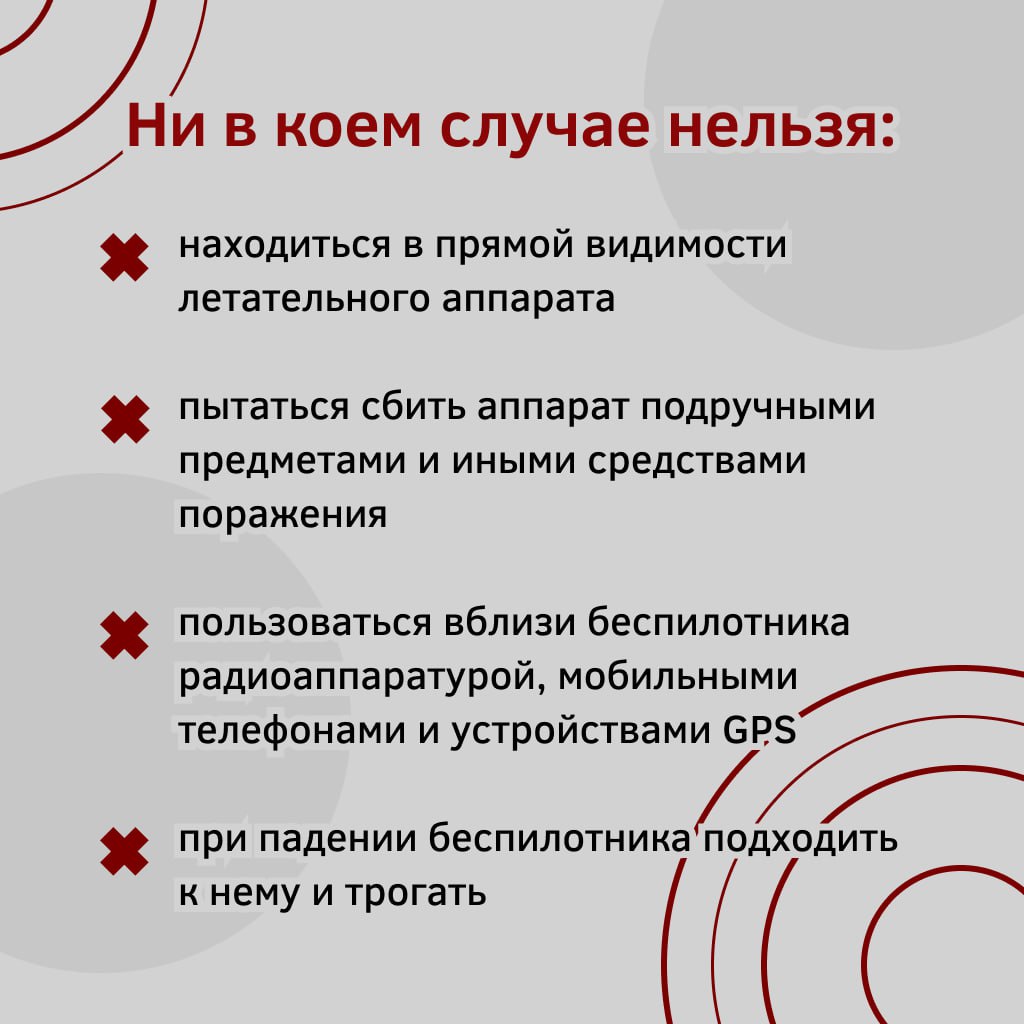 Ни в коем случае нельзя:
находиться в прямой видимости
летательного аппарата
пытаться сбить аппарат подручными
предметами и иными средствами
поражения
пользоваться вблизи беспилотника
радиоаппаратурой, мобильными
телефонами и устройствами GPS
при падении беспилотника подходить
к нему и трогать